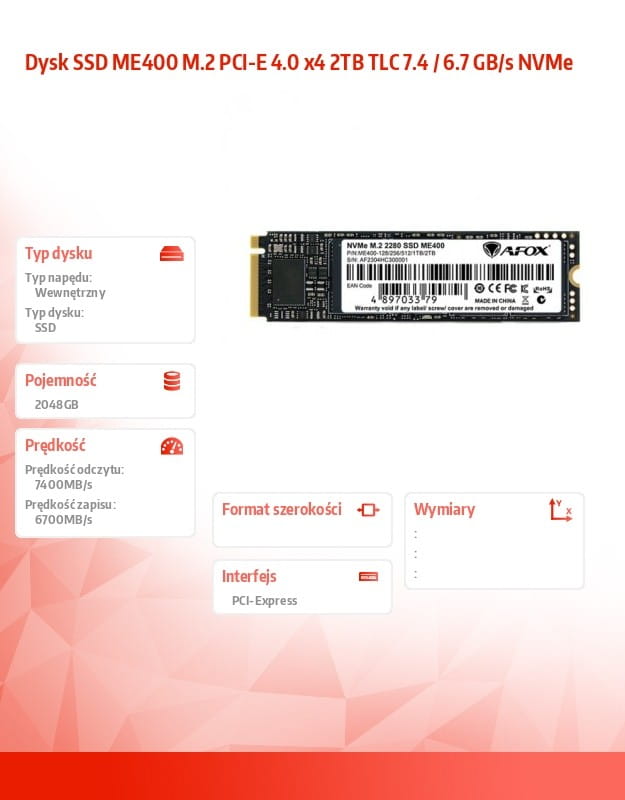 Dysk SSD ME400 M.2 PCI-E 4.0 x4 2TB TLC 7.4 / 6.7 GB/s NVMe
NVMe M.2 2280 SSD ME400
P/N:ME400-128/256/512/1TB/2TB
S/N: AF2304HC300001
AFOX
EAN Code
4 897033 79
RoHS
MADE IN CHINA
Warranty void if any label/ screw/ cover are removed or damaged
Typ dysku
Typ napędu:
Wewnętrzny
Typ dysku:
SSD
Pojemność
2048GB
Prędkość
Prędkość odczytu:
7400MB/s
Prędkość zapisu:
6700MB/s
Format szerokości
Interfejs
PCI-Express
Wymiary
Y
X
:
:
: